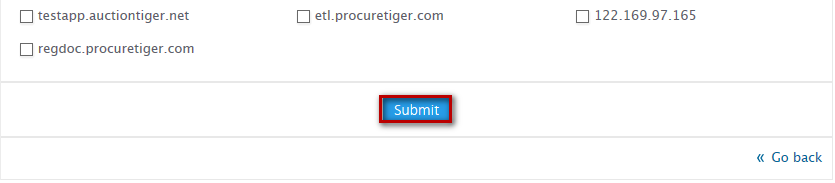 testapp.auctiontiger.net etl.procuretiger.com 122.169.97.165
regdoc.procuretiger.com
Submit
« Go back